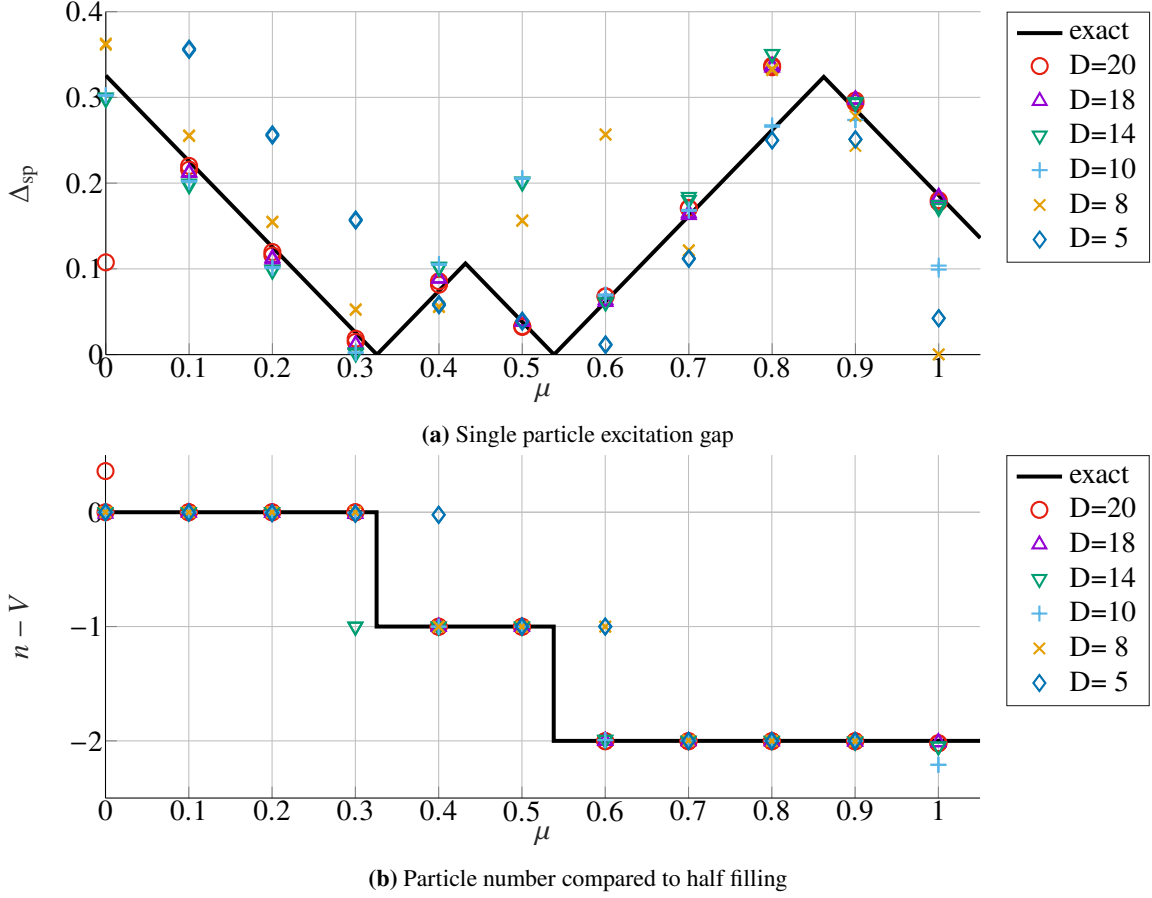 0.4
0.3
0.2
0.1
0
Δsp
0 0.1 0.2 0.3 0.4 0.5 0.6 0.7 0.8 0.9 1
μ
exact
D=20
D=18
D=14
D=10
D= 8
D= 5
(a) Single particle excitation gap
0
−1
−2
n − V
0 0.1 0.2 0.3 0.4 0.5 0.6 0.7 0.8 0.9 1
μ
exact
D=20
D=18
D=14
D=10
D= 8
D= 5
(b) Particle number compared to half filling